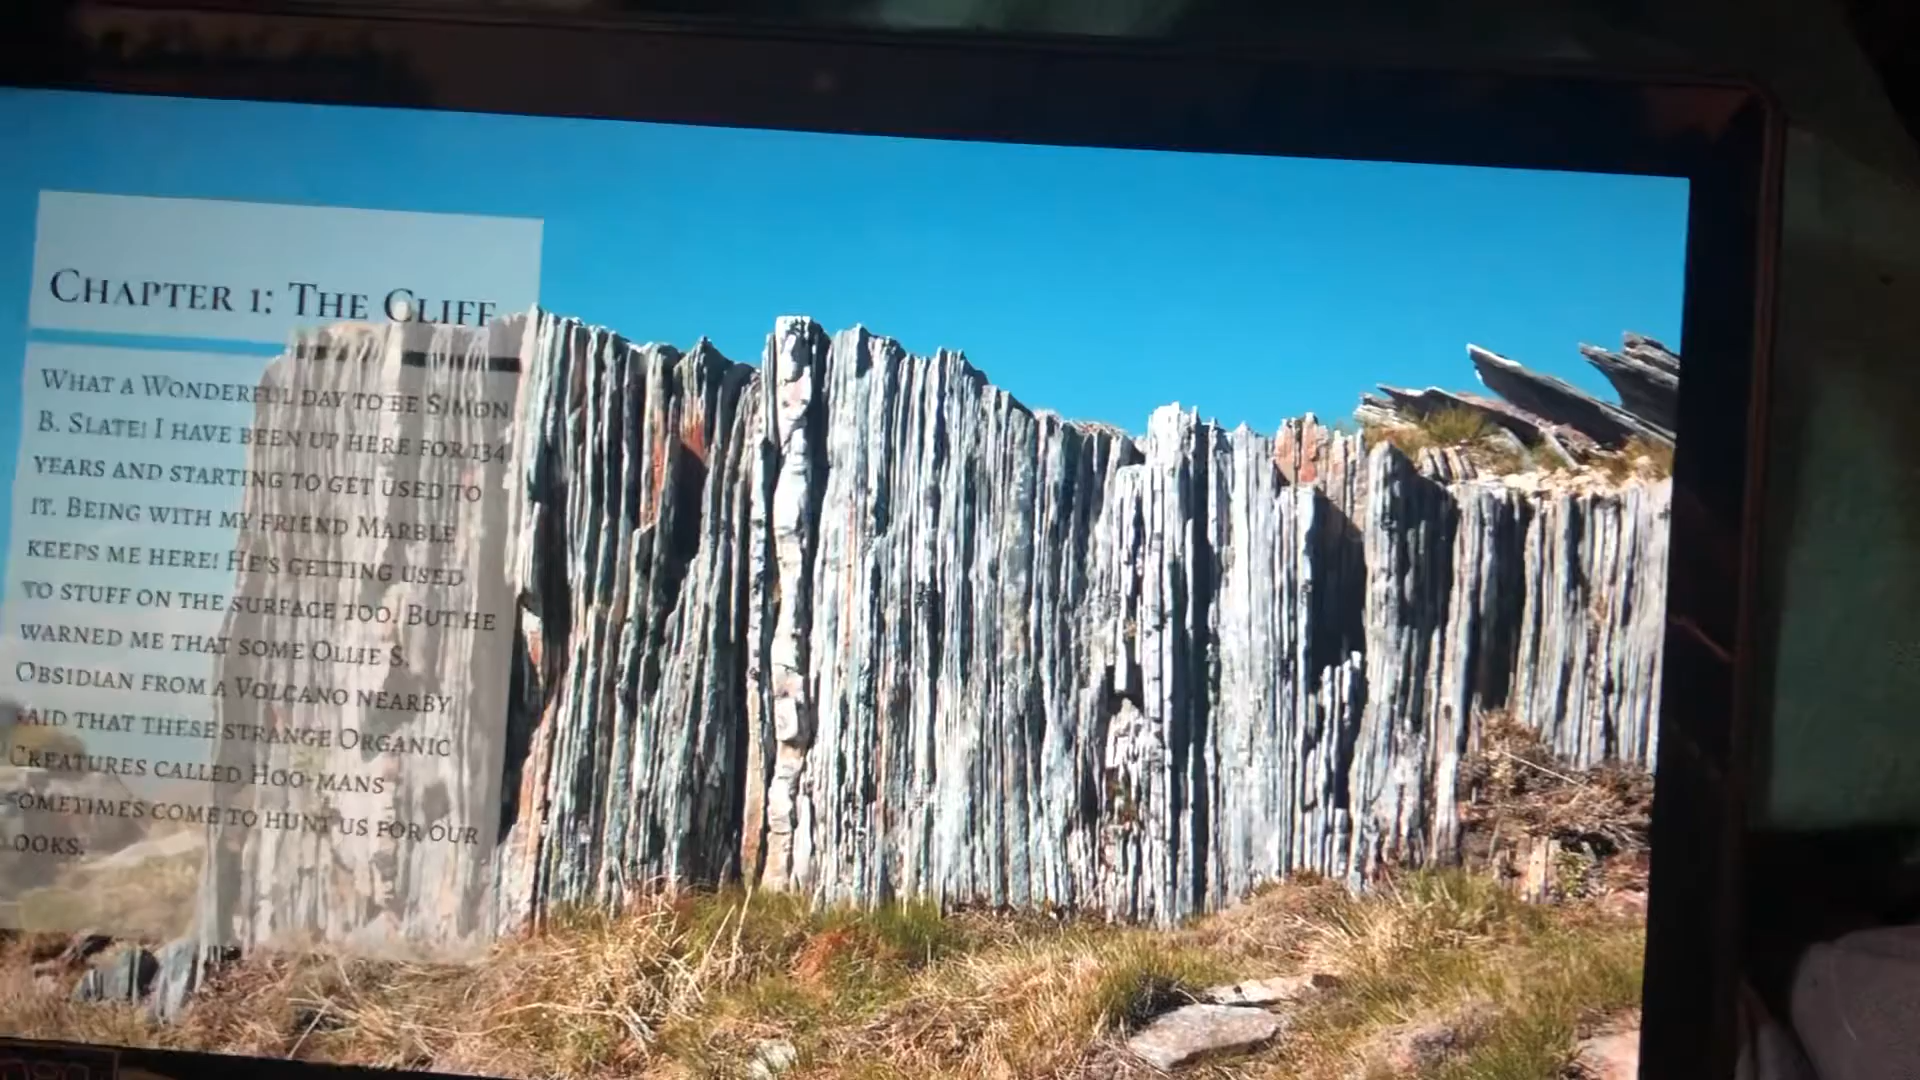 Chapter 1: The Cliff
What a Wonderful day to be Simon
B. Slate! I have been up here for 134
years and starting to get used to
it. Being with my friend Marble
keeps me here! He's getting used
to stuff on the surface too. But he
warned me that some Ollie S.
Obsidian from a Volcano nearby
said that these strange Organic
Creatures called Hoo-mans
sometimes come to hunt us for our